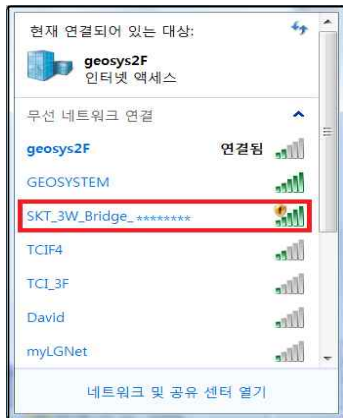 현재 연결되어 있는 대상:
geosys2F
인터넷 액세스
무선 네트워크 연결
geosys2F 연결됨
GEOSYSTEM
SKT_3W_Bridge_********
TCIF4
TCI_3F
David
myLGNet
네트워크 및 공유 센터 열기